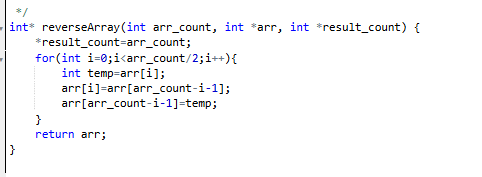 */
int* reverseArray(int arr_count, int *arr, int *result_count) {
    *result_count=arr_count;
    for(int i=0;i<arr_count/2;i++){
        int temp=arr[i];
        arr[i]=arr[arr_count-i-1];
        arr[arr_count-i-1]=temp;
    }
    return arr;
}